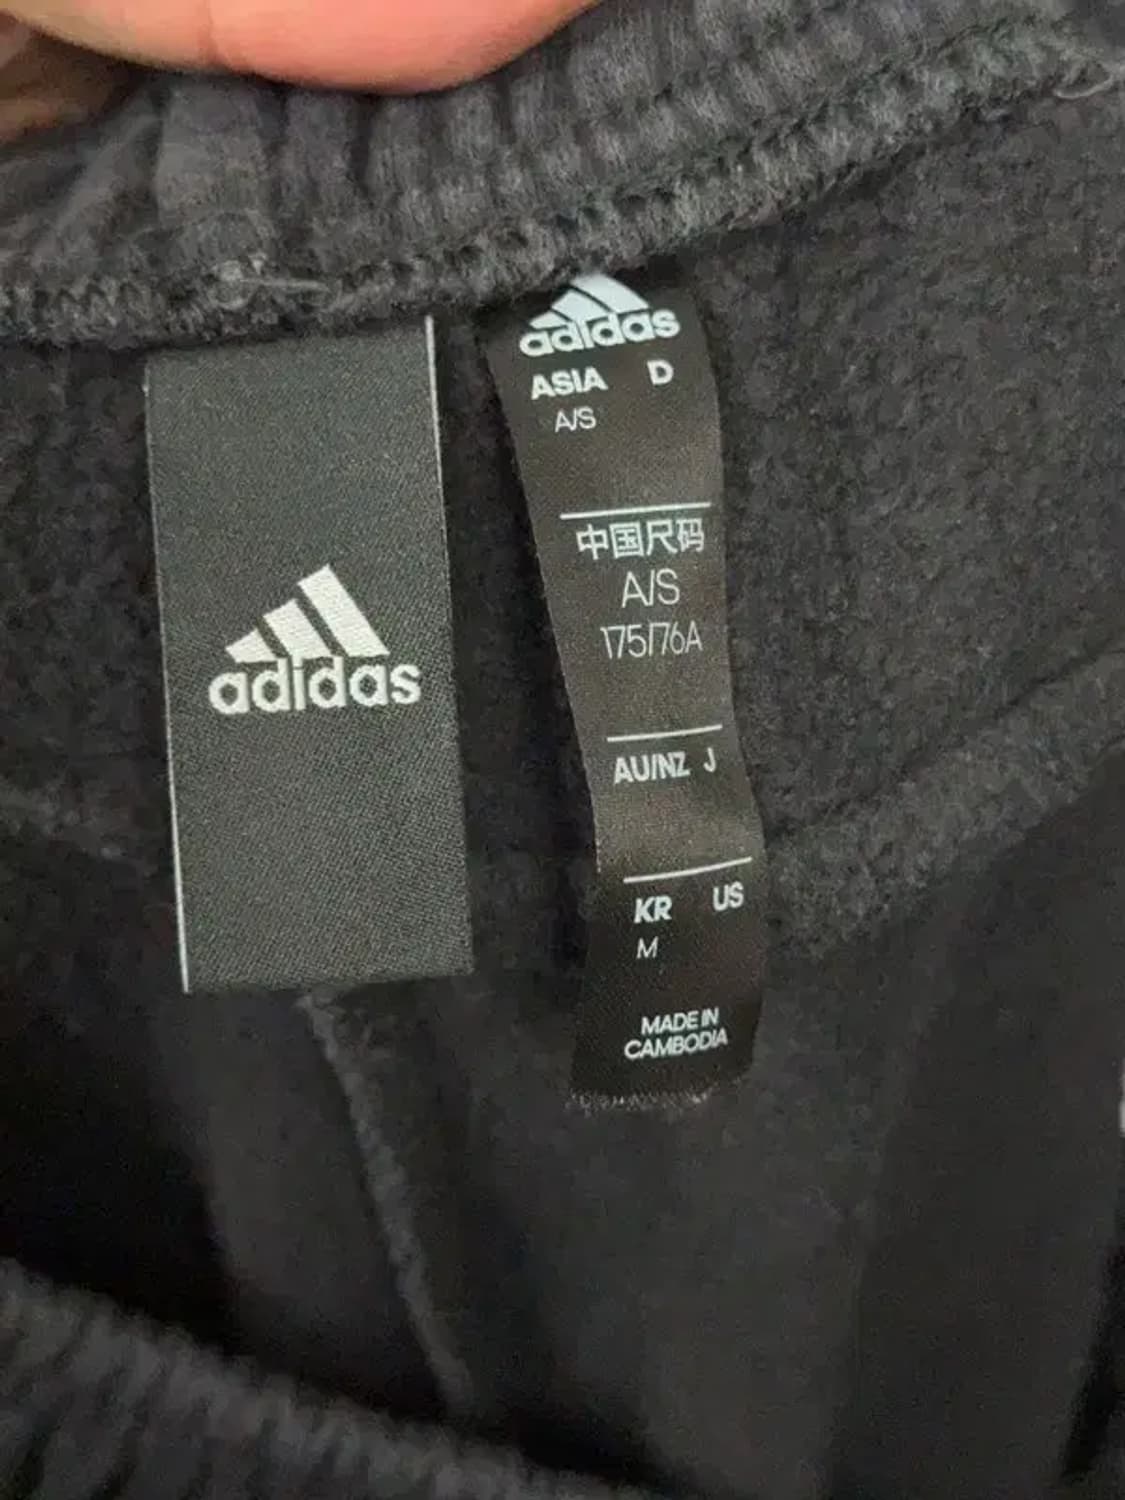 adidas
adidas
ASIA D
A/S
中国尺码
A/S
175/76A
AU/NZ J
KR US
M
MADE IN
CAMBODIA